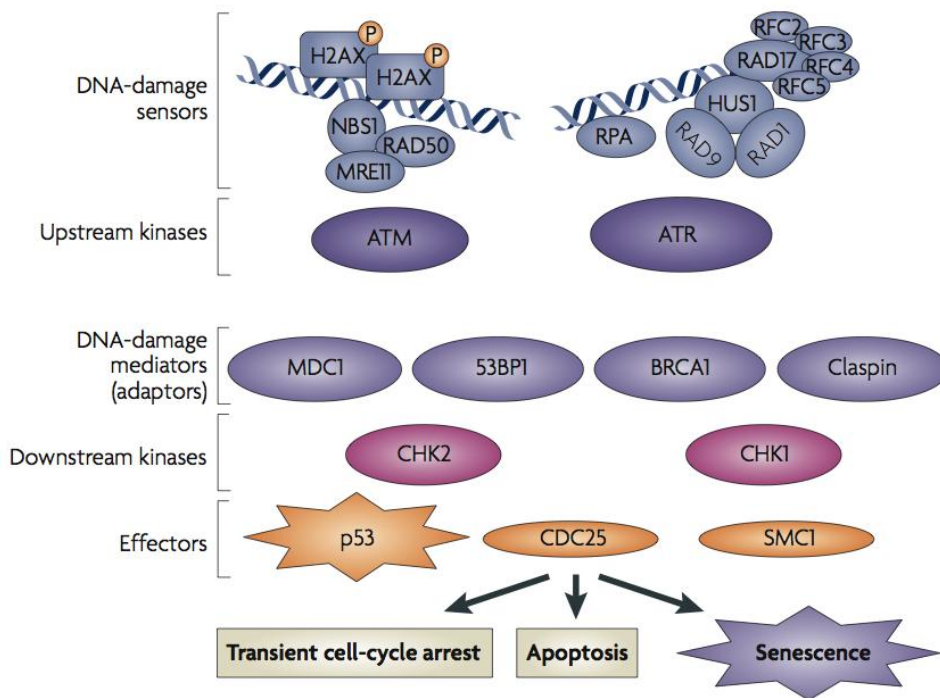 DNA-damage
sensors
P
H2AX
P
H2AX
NBS1
RAD50
MRE11
RPA
RFC2
RFC3
RAD17
RFC4
RFC5
HUS1
RAD9
RAD1
Upstream kinases
ATM
ATR
DNA-damage
mediators
(adaptors)
MDC1
53BP1
BRCA1
Claspin
Downstream kinases
CHK2
CHK1
Effectors
p53
CDC25
SMC1
Transient cell-cycle arrest
Apoptosis
Senescence